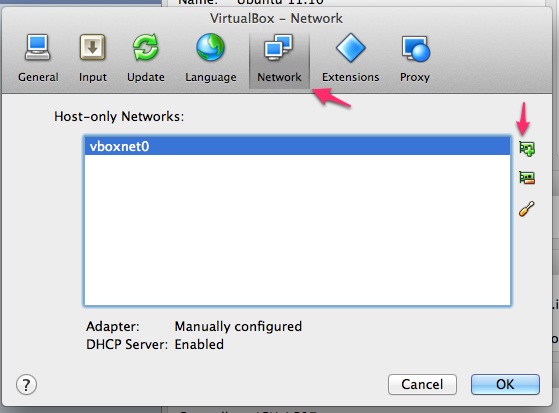 Name: Ubuntu 11.10
VirtualBox – Network
General Input Update Language Network Extensions Proxy
Host-only Networks:
vboxnet0
Adapter: Manually configured
DHCP Server: Enabled
? Cancel OK